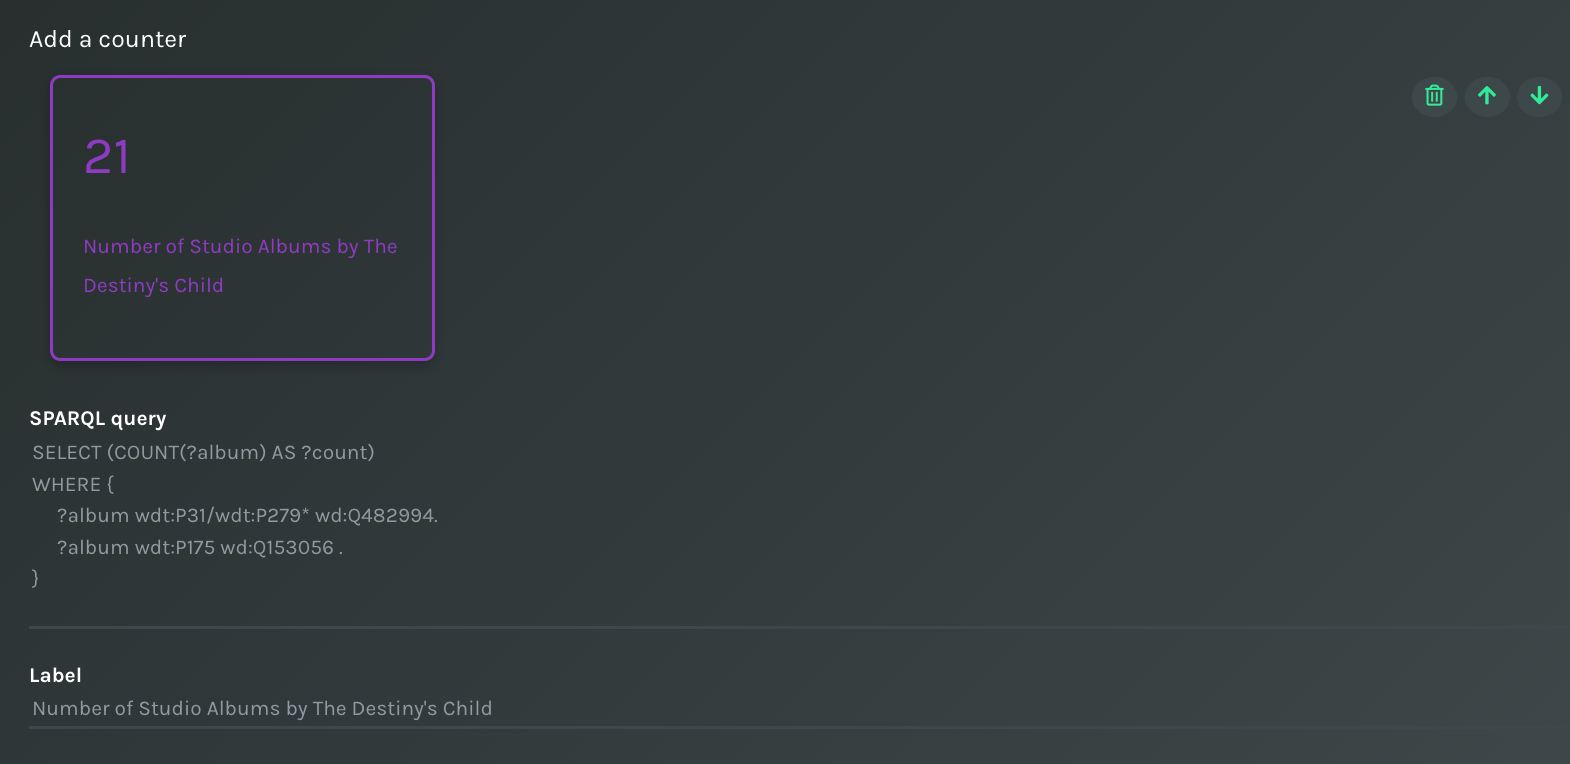 Add a counter
21
Number of Studio Albums by The
Destiny's Child
SPARQL query
SELECT (COUNT(?album) AS ?count)
WHERE {
?album wdt:P31/wdt:P279* wd:Q482994.
?album wdt:P175 wd:Q153056 .
}
Label
Number of Studio Albums by The Destiny's Child